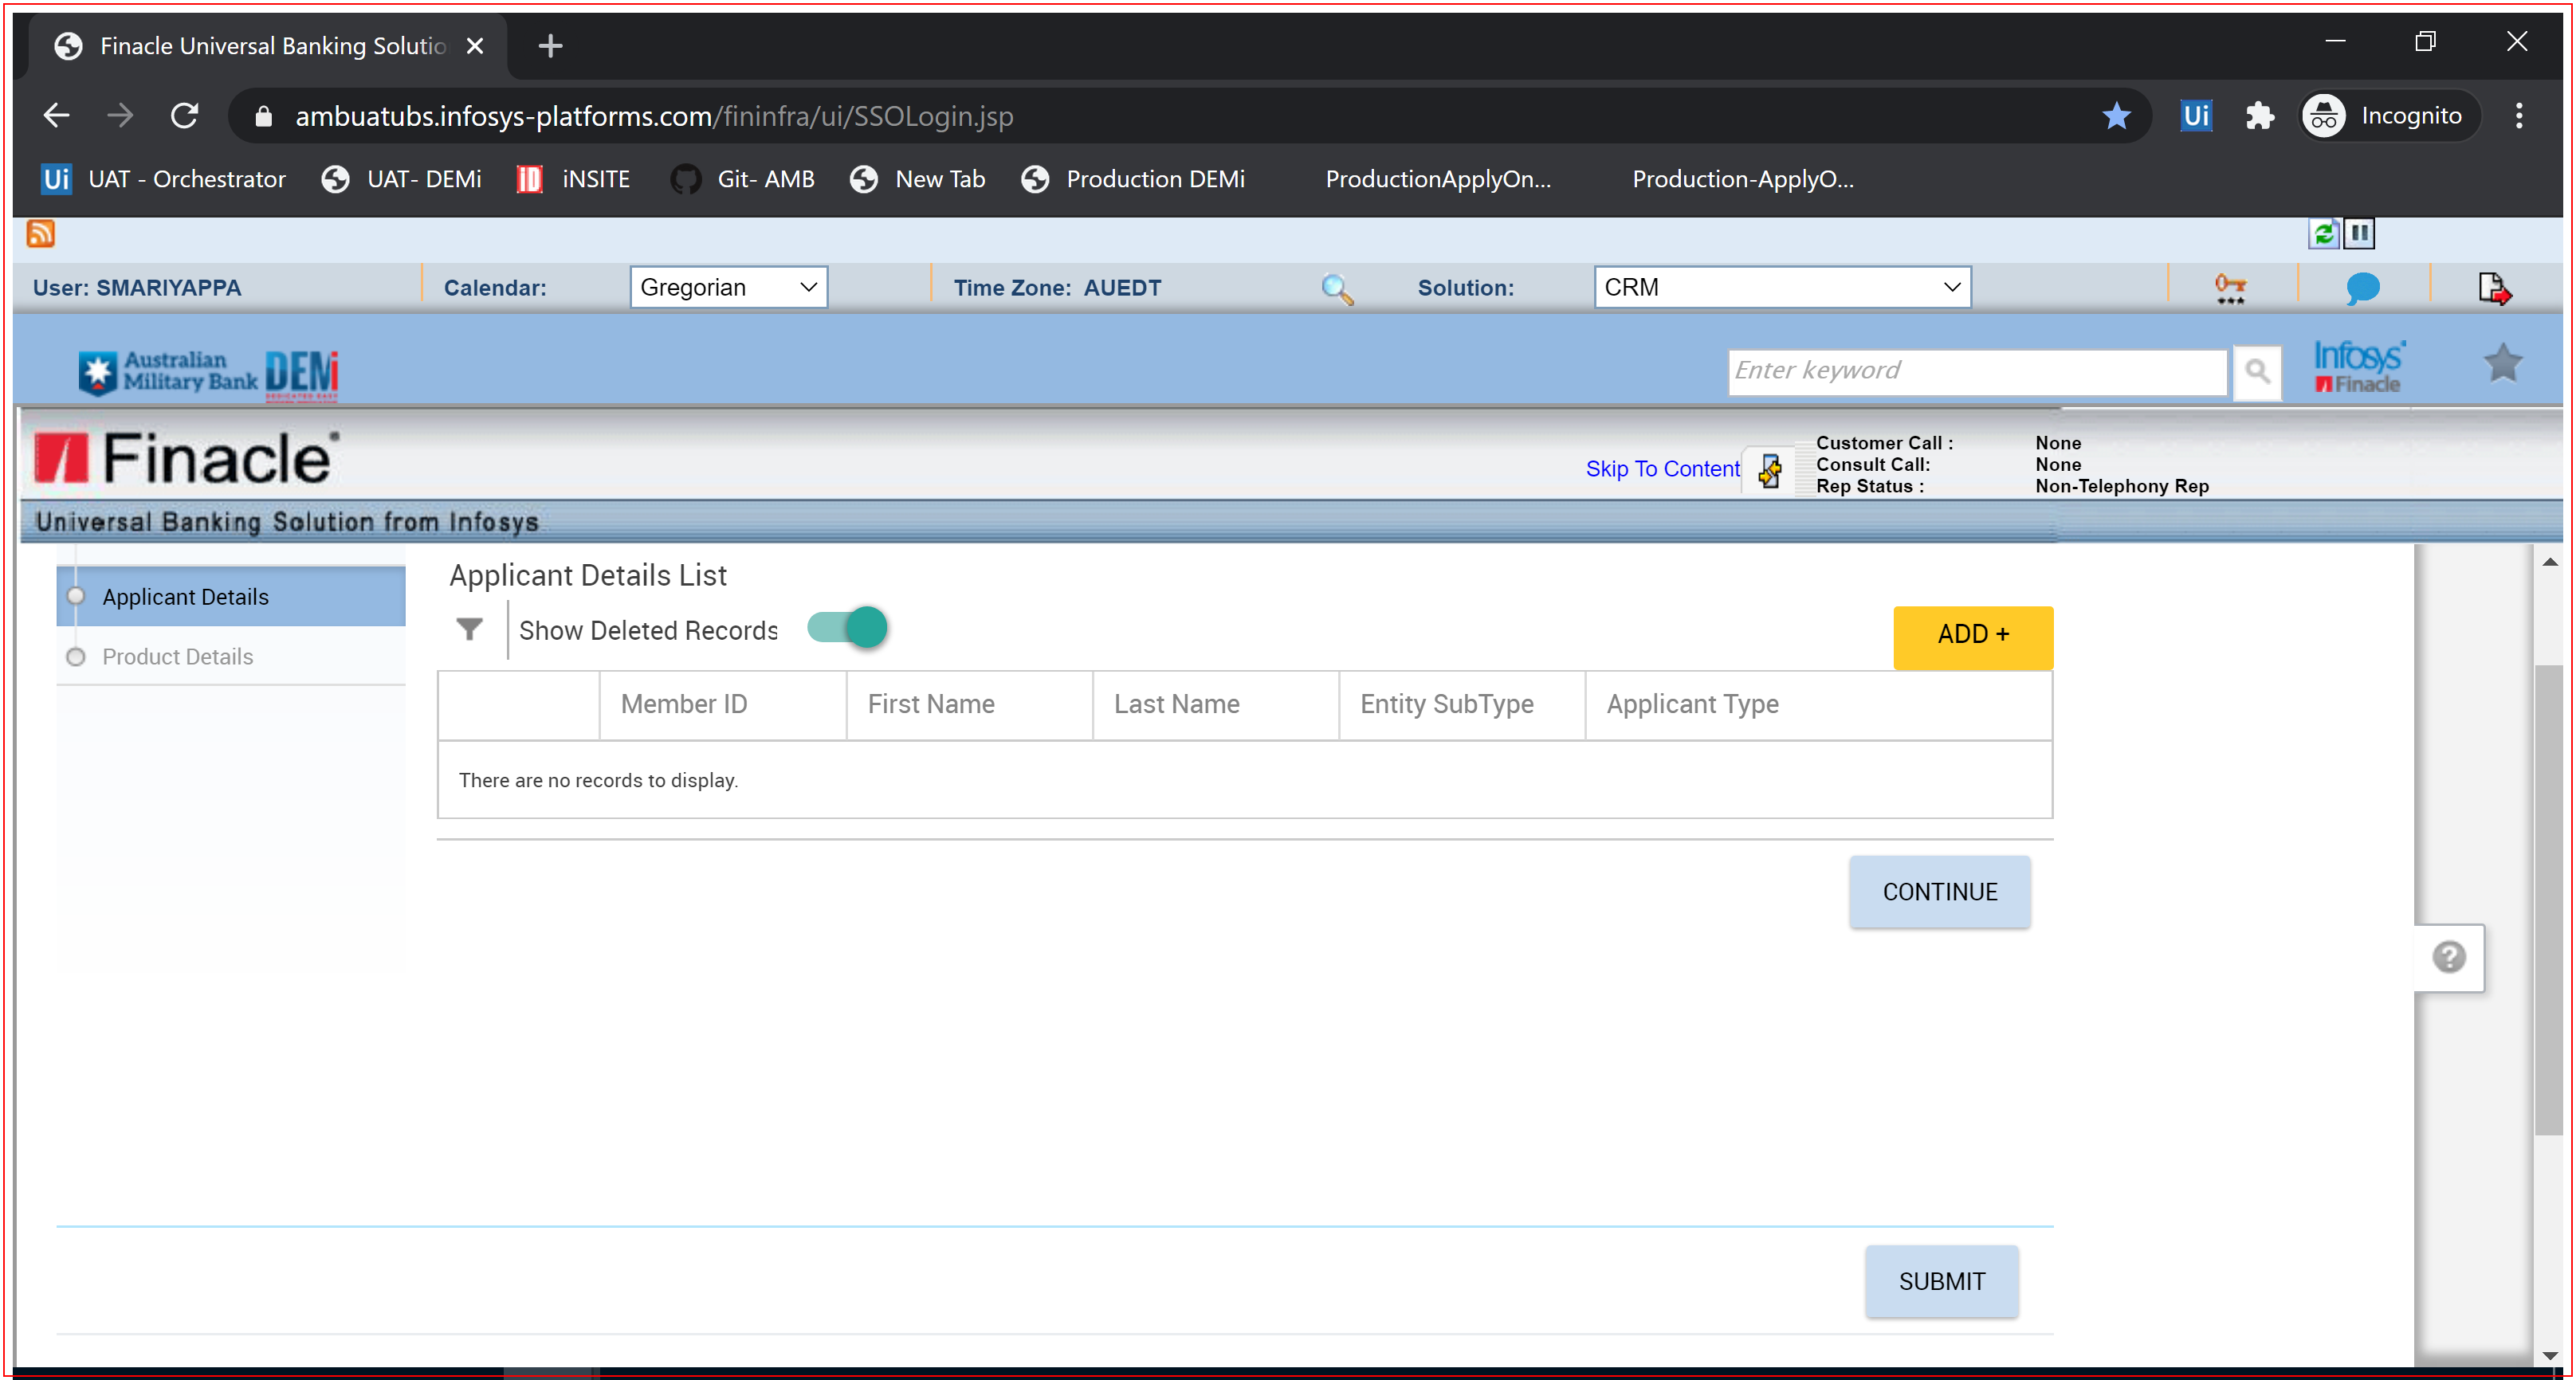 Finacle Universal Banking Solutio
ambuatubs.infosys-platforms.com/fininfra/ui/SSOLogin.jsp
Incognito
Ui UAT - Orchestrator UAT- DEMi iD iNSITE Git- AMB New Tab Production DEMi ProductionApplyOn... Production-ApplyO...
User: SMARIYAPPA Calendar: Gregorian Time Zone: AUEDT Solution: CRM
Australian
Military Bank DEMi
Enter keyword
Infosys
Finacle
Finacle
Skip To Content
Customer Call : None
Consult Call: None
Rep Status : Non-Telephony Rep
Universal Banking Solution from Infosys
Applicant Details
Product Details
Applicant Details List
Show Deleted Records
ADD +
Member ID First Name Last Name Entity SubType Applicant Type
There are no records to display.
CONTINUE
SUBMIT